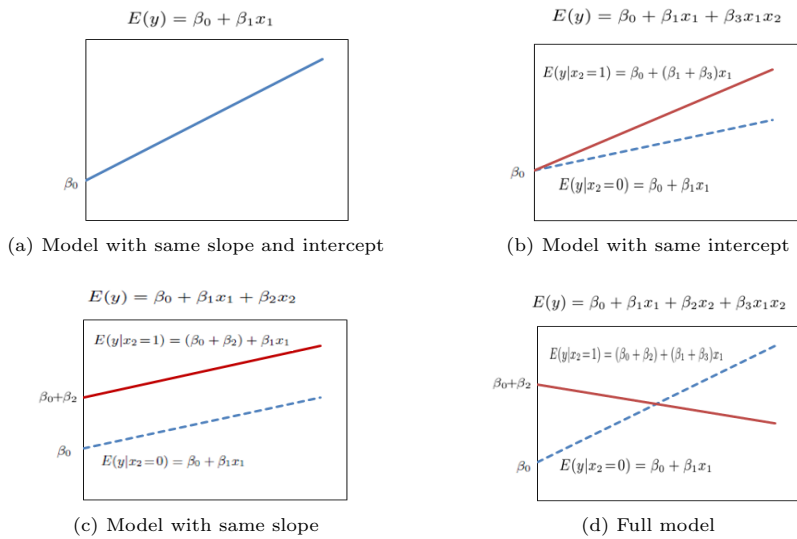 E(y) = β₀ + β₁x₁
β₀
(a) Model with same slope and intercept
E(y) = β₀ + β₁x₁ + β₃x₁x₂
E(y|x₂=1) = β₀ + (β₁ + β₃)x₁
β₀
E(y|x₂=0) = β₀ + β₁x₁
(b) Model with same intercept
E(y) = β₀ + β₁x₁ + β₂x₂
E(y|x₂=1) = (β₀ + β₂) + β₁x₁
β₀+β₂
β₀
E(y|x₂=0) = β₀ + β₁x₁
(c) Model with same slope
E(y) = β₀ + β₁x₁ + β₂x₂ + β₃x₁x₂
E(y|x₂=1) = (β₀ + β₂) + (β₁ + β₃)x₁
β₀+β₂
β₀
E(y|x₂=0) = β₀ + β₁x₁
(d) Full model